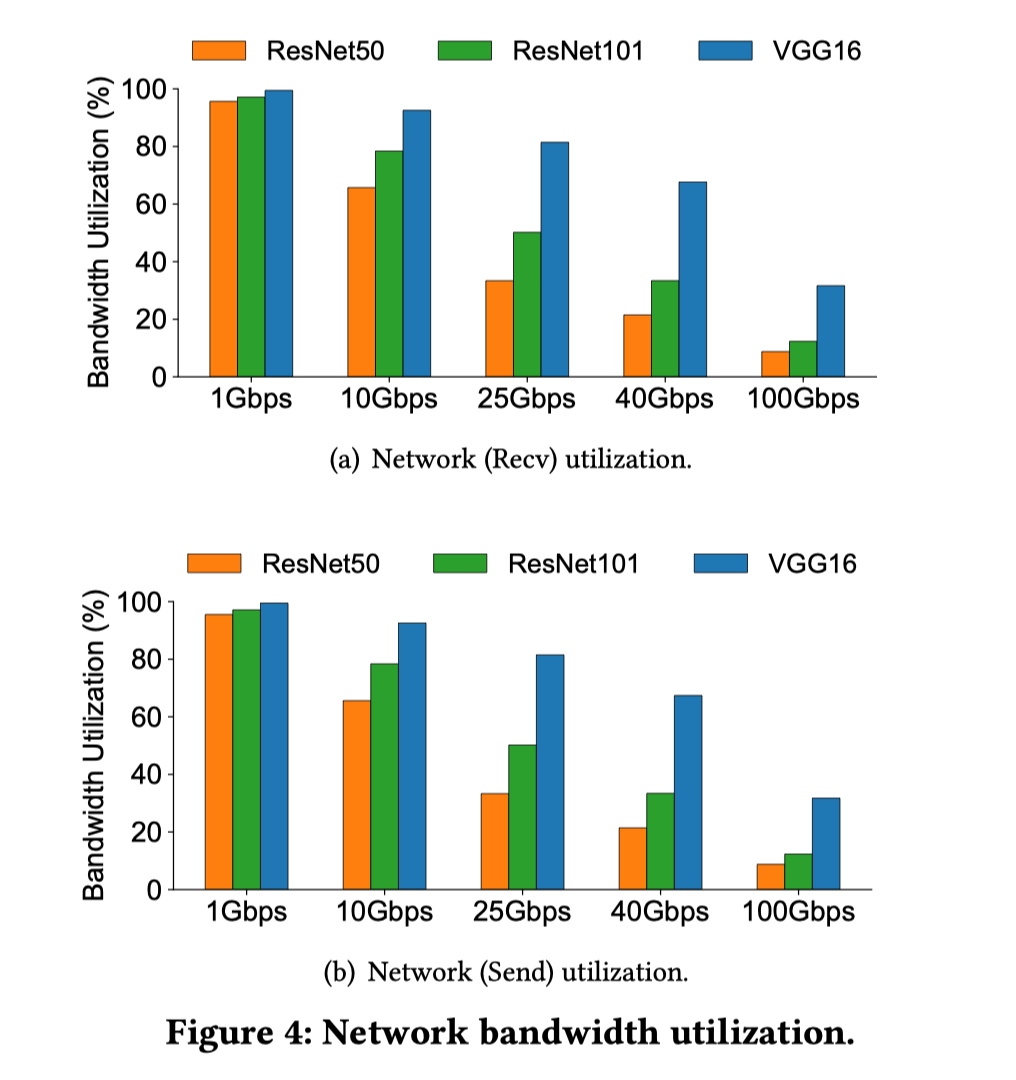 ResNet50 ResNet101 VGG16
Bandwidth Utilization (%)
100
80
60
40
20
0
1Gbps 10Gbps 25Gbps 40Gbps 100Gbps
(a) Network (Recv) utilization.
ResNet50 ResNet101 VGG16
Bandwidth Utilization (%)
100
80
60
40
20
0
1Gbps 10Gbps 25Gbps 40Gbps 100Gbps
(b) Network (Send) utilization.
Figure 4: Network bandwidth utilization.